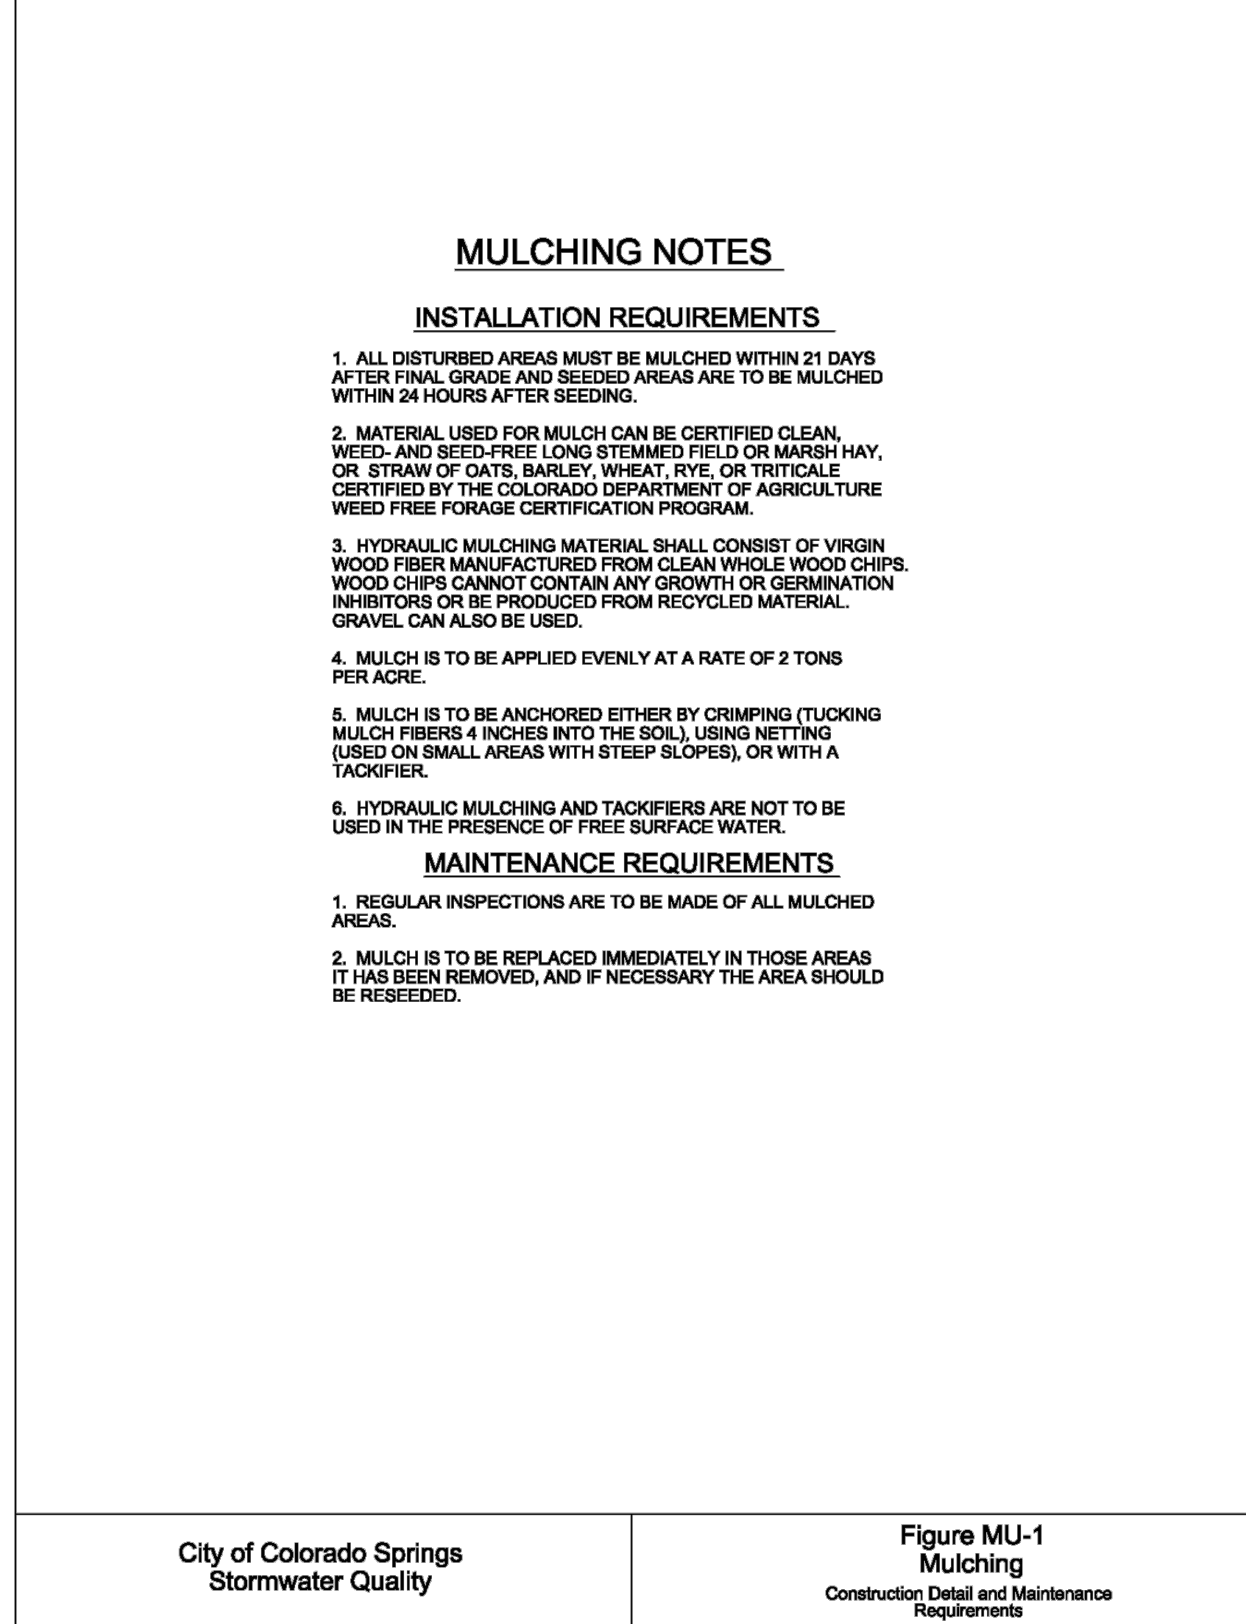 MULCHING NOTES
INSTALLATION REQUIREMENTS
1. ALL DISTURBED AREAS MUST BE MULCHED WITHIN 21 DAYS
AFTER FINAL GRADE AND SEEDED AREAS ARE TO BE MULCHED
WITHIN 24 HOURS AFTER SEEDING.
2. MATERIAL USED FOR MULCH CAN BE CERTIFIED CLEAN,
WEED- AND SEED-FREE LONG STEMMED FIELD OR MARSH HAY,
OR STRAW OF OATS, BARLEY, WHEAT, RYE, OR TRITICALE
CERTIFIED BY THE COLORADO DEPARTMENT OF AGRICULTURE
WEED FREE FORAGE CERTIFICATION PROGRAM.
3. HYDRAULIC MULCHING MATERIAL SHALL CONSIST OF VIRGIN
WOOD FIBER MANUFACTURED FROM CLEAN WHOLE WOOD CHIPS.
WOOD CHIPS CANNOT CONTAIN ANY GROWTH OR GERMINATION
INHIBITORS OR BE PRODUCED FROM RECYCLED MATERIAL.
GRAVEL CAN ALSO BE USED.
4. MULCH IS TO BE APPLIED EVENLY AT A RATE OF 2 TONS
PER ACRE.
5. MULCH IS TO BE ANCHORED EITHER BY CRIMPING (TUCKING
MULCH FIBERS 4 INCHES INTO THE SOIL), USING NETTING
(USED ON SMALL AREAS WITH STEEP SLOPES), OR WITH A
TACKIFIER.
6. HYDRAULIC MULCHING AND TACKIFIERS ARE NOT TO BE
USED IN THE PRESENCE OF FREE SURFACE WATER.
MAINTENANCE REQUIREMENTS
1. REGULAR INSPECTIONS ARE TO BE MADE OF ALL MULCHED
AREAS.
2. MULCH IS TO BE REPLACED IMMEDIATELY IN THOSE AREAS
IT HAS BEEN REMOVED, AND IF NECESSARY THE AREA SHOULD
BE RESEEDED.
City of Colorado Springs
Stormwater Quality
Figure MU-1
Mulching
Construction Detail and Maintenance
Requirements